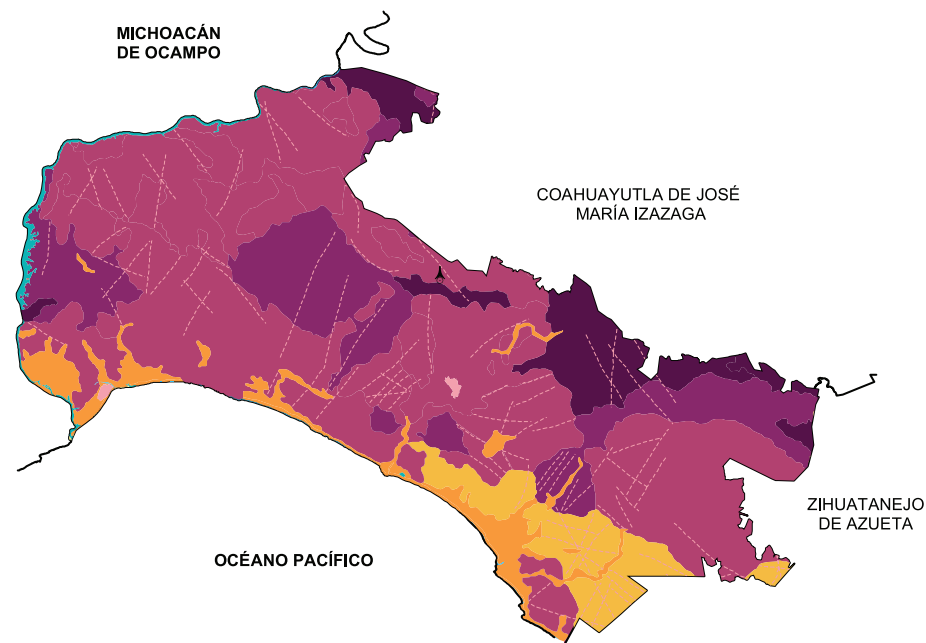 MICHOACÁN
DE OCAMPO
COAHUAYUTLA DE JOSÉ
MARÍA IZAZAGA
ZIHUATANEJO
DE AZUETA
OCÉANO PACÍFICO